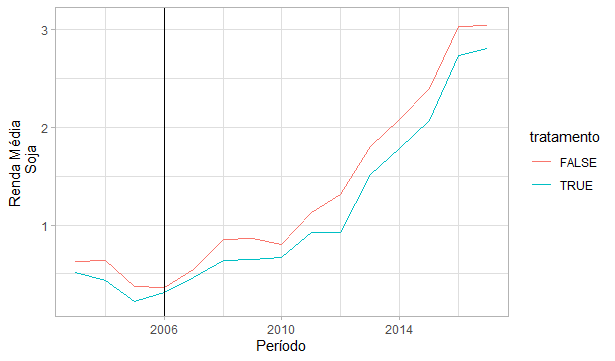 3
2
1
Renda Média
Soja
2006
2010
2014
Período
tratamento
FALSE
TRUE